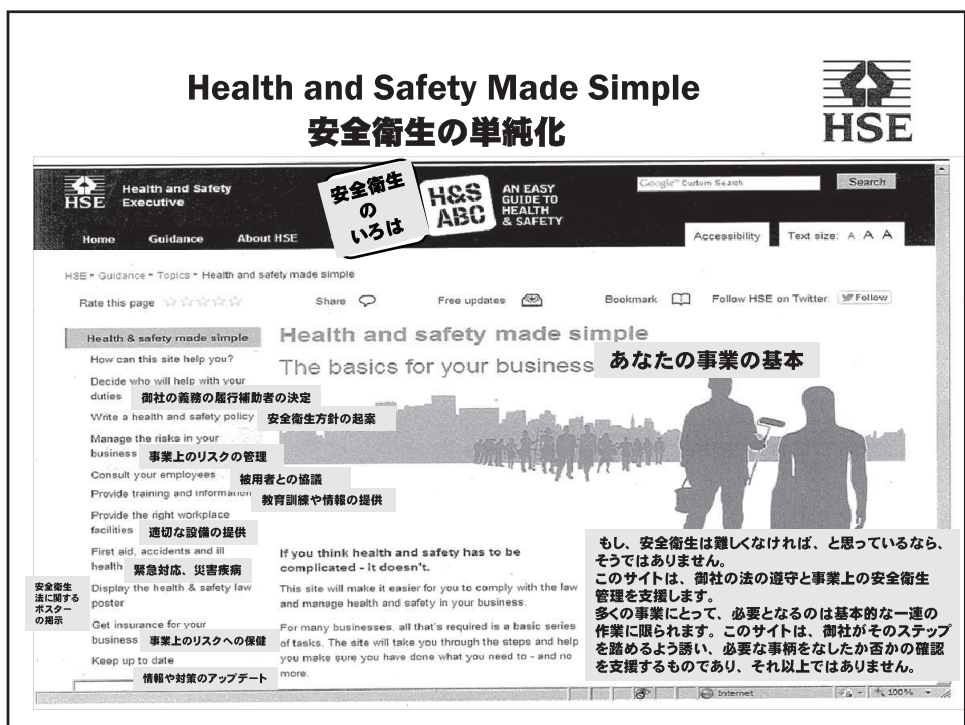 Health and Safety Made Simple
安全衛生の単純化
HSE
HSE
Health and Safety
Executive
安全衛生
の
いろは
H&S
ABC
AN EASY
GUIDE TO
HEALTH
& SAFETY
Google™ Custom Search
Search
Home
Guidance
About HSE
Accessibility
Text size: A A A
HSE Guidance Topics Health and safety made simple
Rate this page
Share
Free updates
Bookmark
Follow HSE on Twitter:
Follow
Health & safety made simple
How can this site help you?
Decide who will help with your
duties
御社の義務の履行補助者の決定
Write a health and safety policy
安全衛生方針の起案
Manage the risks in your
business
事業上のリスクの管理
Consult your employees
被用者との協議
Provide training and information
教育訓練や情報の提供
Provide the right workplace
facilities
適切な設備の提供
First aid, accidents and ill
health
緊急対応、災害疾病
安全衛生
法に関する
ポスター
の掲示
Display the health & safety law
poster
Get insurance for your
business
事業上のリスクへの保健
Keep up to date
情報や対策のアップデート
Health and safety made simple
The basics for your business
あなたの事業の基本
If you think health and safety has to be
complicated - it doesn't.
This site will make it easier for you to comply with the law
and manage health and safety in your business.
For many businesses, all that's required is a basic series
of tasks. The site will take you through the steps and help
you make sure you have done what you need to - and no
more.
もし、安全衛生は難しくなければ、と思っているなら、
そうではありません。
このサイトは、御社の法の遵守と事業上の安全衛生
管理を支援します。
多くの事業にとって、必要となるのは基本的な一連の
作業に限られます。このサイトは、御社がそのステップ
を踏めるよう誘い、必要な事柄をなしたか否かの確認
を支援するものであり、それ以上ではありません。
Internet
100%